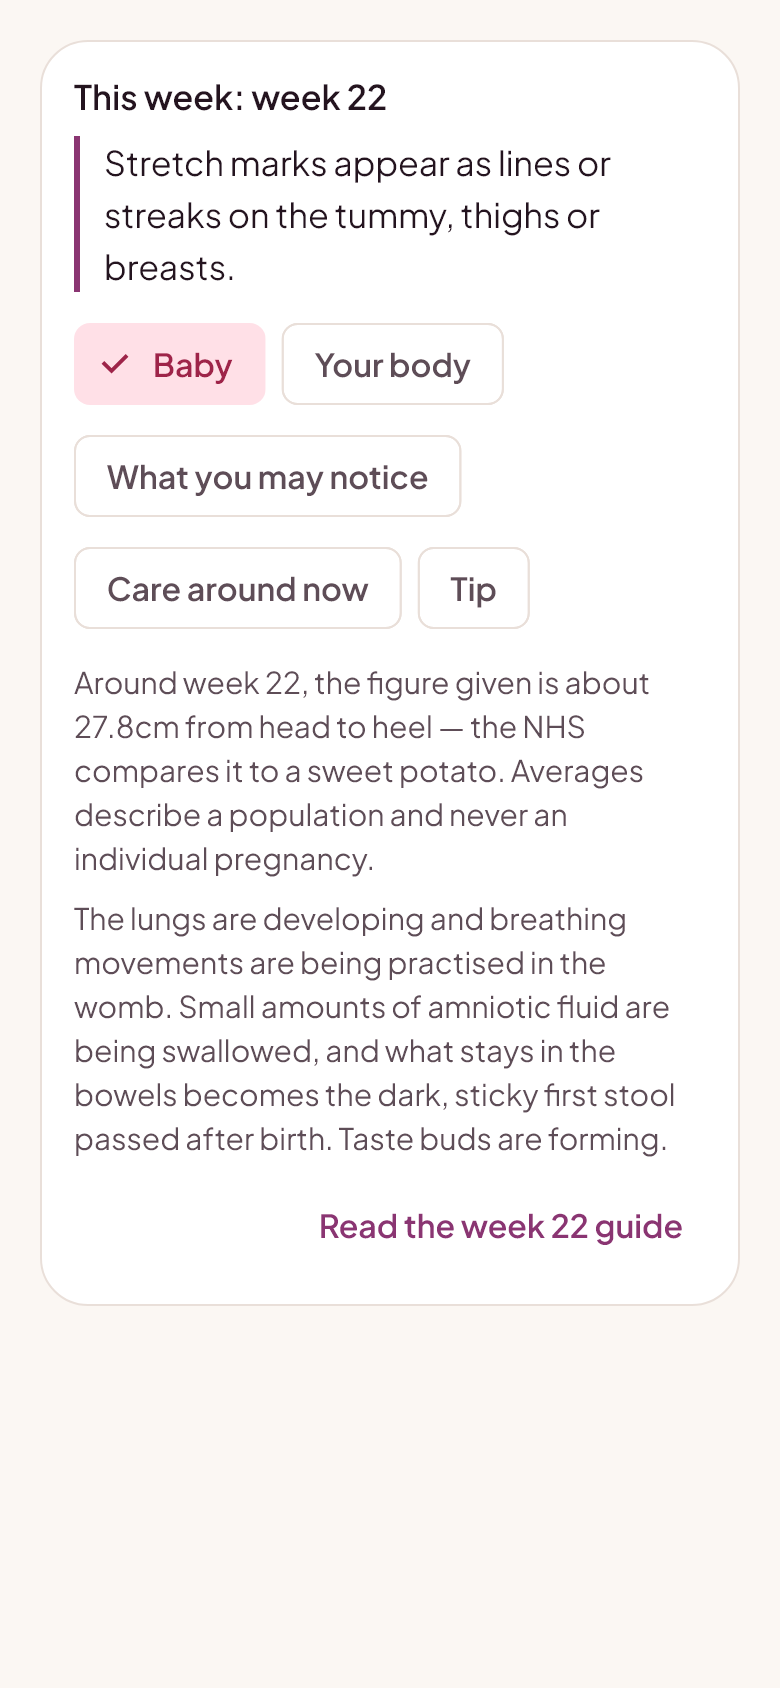 This week: week 22
Stretch marks appear as lines or
streaks on the tummy, thighs or
breasts.
Baby
Your body
What you may notice
Care around now
Tip
Around week 22, the figure given is about
27.8cm from head to heel — the NHS
compares it to a sweet potato. Averages
describe a population and never an
individual pregnancy.
The lungs are developing and breathing
movements are being practised in the
womb. Small amounts of amniotic fluid are
being swallowed, and what stays in the
bowels becomes the dark, sticky first stool
passed after birth. Taste buds are forming.
Read the week 22 guide